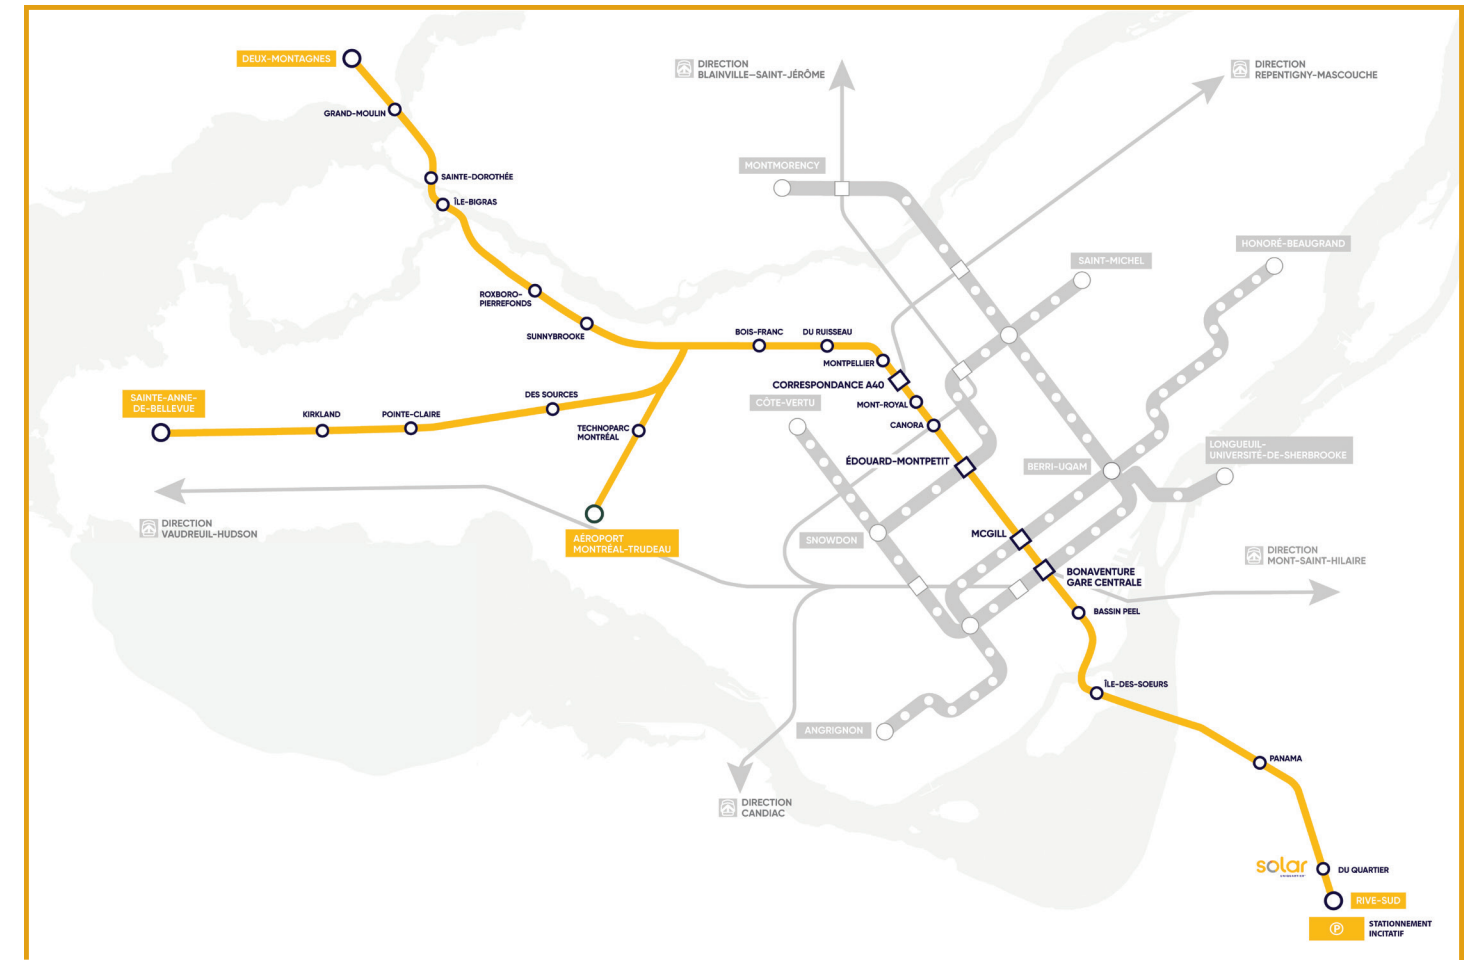 DEUX-MONTAGNES
GRAND-MOULIN
SAINTE-DOROTHÉE
ÎLE-BIGRAS
ROXBORO-
PIERREFONDS
SUNNYBROOKE
DIRECTION
BLAINVILLE–SAINT-JÉRÔME
DIRECTION
REPENTIGNY-MASCOUCHE
MONTMORENCY
SAINT-MICHEL
HONORÉ-BEAUGRAND
BOIS-FRANC
DU RUISSEAU
MONTPELLIER
CORRESPONDANCE A40
MONT-ROYAL
CANORA
CÔTE-VERTU
ÉDOUARD-MONTPETIT
SAINTE-ANNE-
DE-BELLEVUE
KIRKLAND
POINTE-CLAIRE
DES SOURCES
TECHNOPARC
MONTRÉAL
AÉROPORT
MONTRÉAL-TRUDEAU
DIRECTION
VAUDREUIL-HUDSON
BERRI-UQAM
LONGUEUIL-
UNIVERSITÉ-DE-SHERBROOKE
SNOWDON
MCGILL
BONAVENTURE
GARE CENTRALE
DIRECTION
MONT-SAINT-HILAIRE
BASSIN PEEL
ÎLE-DES-SOEURS
ANGRIGNON
DIRECTION
CANDIAC
PANAMA
solar
DU QUARTIER
RIVE-SUD
P
STATIONNEMENT
INCITATIF